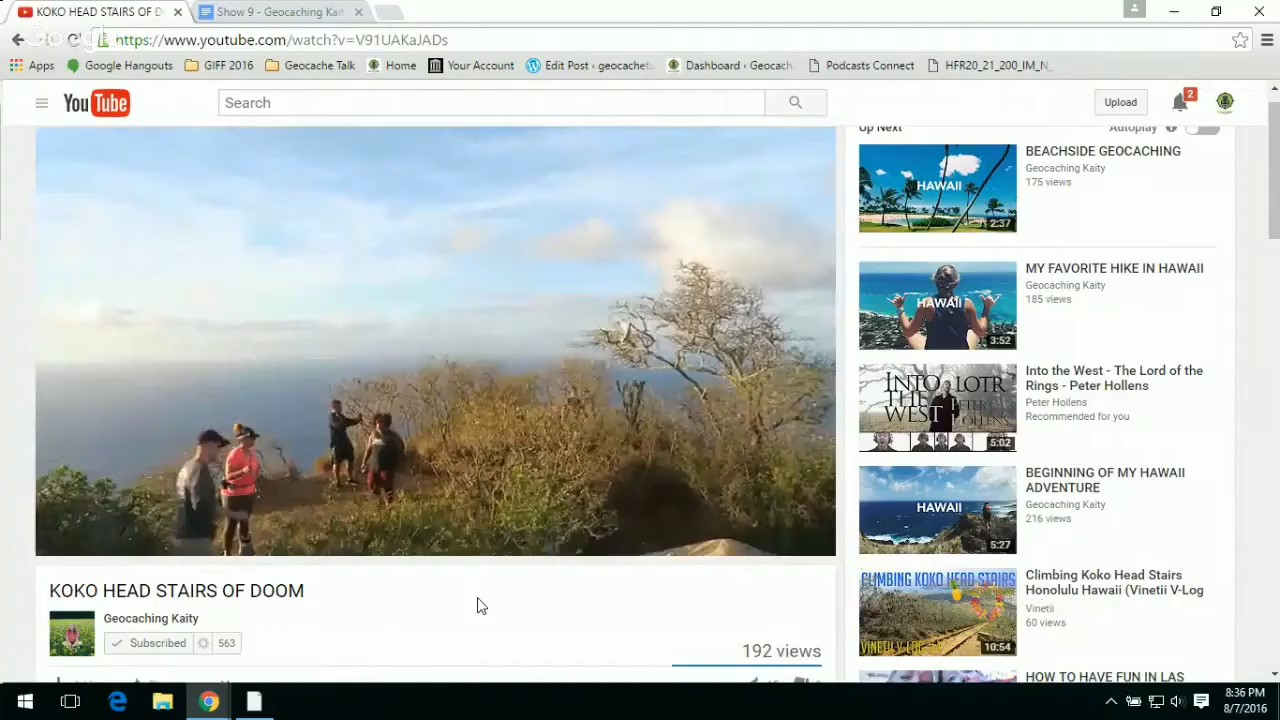 KOKO HEAD STAIRS OF D
Show 9 - Geocaching Kait
https://www.youtube.com/watch?v=V91UAKaJADs
Apps
Google Hangouts
GIFF 2016
Geocache Talk
Home
Your Account
Edit Post ‹ geocacheta
Dashboard ‹ Geocach
Podcasts Connect
HFR20_21_200_IM_N_
YouTube
Search
Upload
2
Up Next
Autoplay
HAWAII
2:37
BEACHSIDE GEOCACHING
Geocaching Kaity
175 views
HAWAII
3:52
MY FAVORITE HIKE IN HAWAII
Geocaching Kaity
185 views
INTO THE WEST
LOTR
PETER HOLLENS
5:02
Into the West - The Lord of the
Rings - Peter Hollens
Peter Hollens
Recommended for you
HAWAII
5:27
BEGINNING OF MY HAWAII
ADVENTURE
Geocaching Kaity
216 views
CLIMBING KOKO HEAD STAIRS
VINETII V-LOG
10:54
Climbing Koko Head Stairs
Honolulu Hawaii (Vinetii V-Log
Vinetii
60 views
HOW TO HAVE FUN IN LAS
KOKO HEAD STAIRS OF DOOM
Geocaching Kaity
Subscribed
563
192 views
8:36 PM
8/7/2016